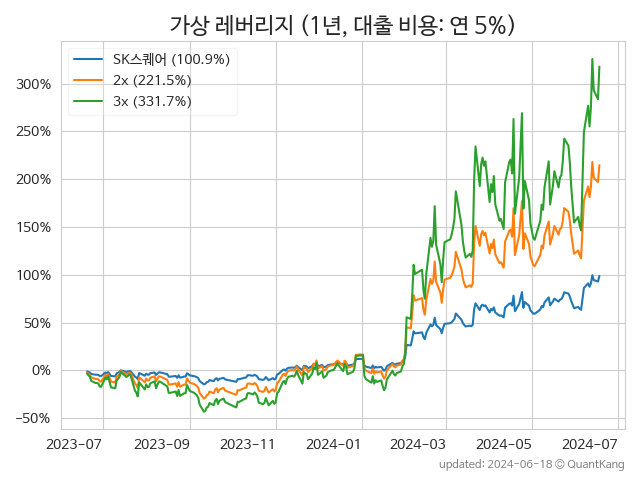 가상 레버리지 (1년, 대출 비용: 연 5%)
SK스퀘어 (100.9%)
2x (221.5%)
3x (331.7%)
300%
250%
200%
150%
100%
50%
0%
−50%
2023-07 2023-09 2023-11 2024-01 2024-03 2024-05 2024-07
updated: 2024-06-18 © QuantKang